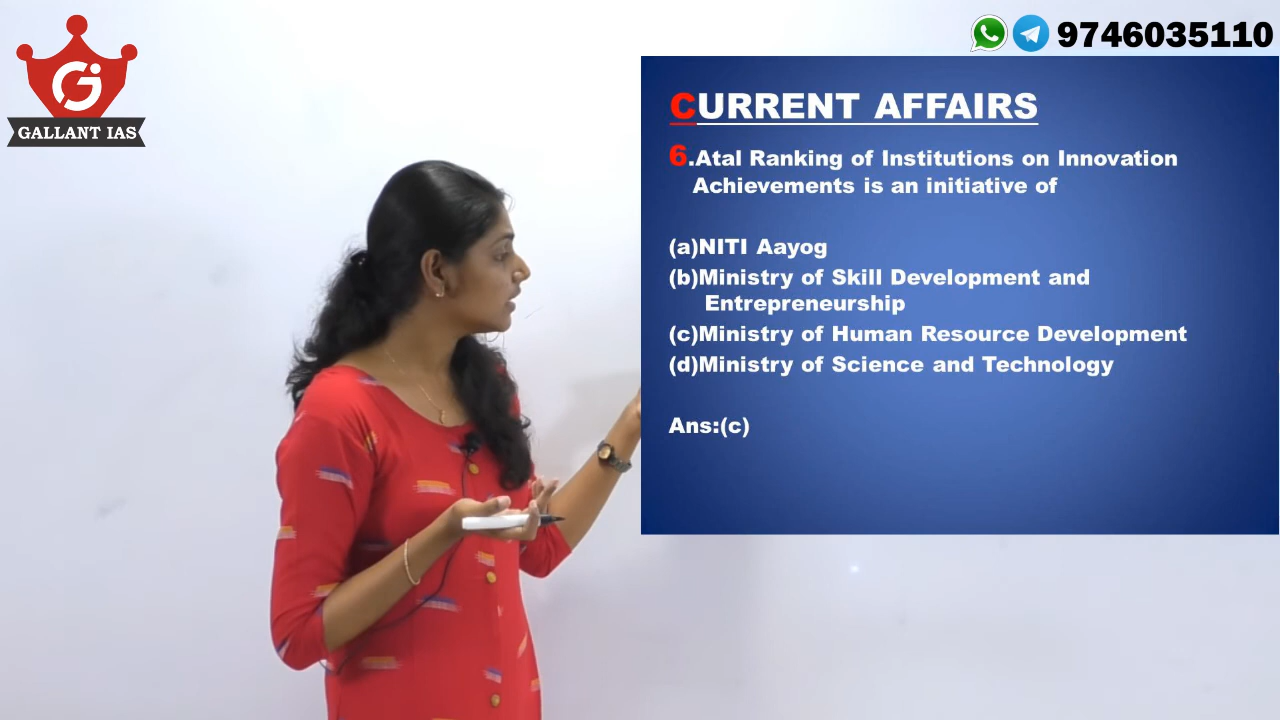 9746035110
GALLANT IAS
CURRENT AFFAIRS
6.Atal Ranking of Institutions on Innovation
Achievements is an initiative of
(a)NITI Aayog
(b)Ministry of Skill Development and
Entrepreneurship
(c)Ministry of Human Resource Development
(d)Ministry of Science and Technology
Ans:(c)